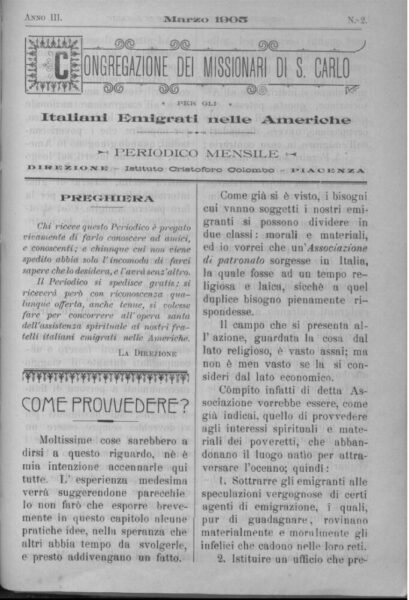 ANNO III.
Marzo 1905
N.º 2.
CONGREGAZIONE DEI MISSIONARI DI S. CARLO
PER GLI
Italiani Emigrati nelle Americhe
PERIODICO MENSILE
DIREZIONE - Istituto Cristoforo Colombo - PIACENZA
PREGHIERA
Chi riceve questo Periodico è pregato
vivamente di farlo conoscere ad amici,
e conoscenti; a chiunque cui non viene
spedito abbia solo l'incomodo di farci
sapere che lo desidera, e l'avrà senz'altro.
Il Periodico si spedisce gratis; si
riceverà però con riconoscenza qua-
lunque offerta, anche tenue, si volesse
fare per concorrere all'opera santa
dell'assistenza spirituale ai nostri fra-
telli italiani emigrati nelle Americhe.
LA DIREZIONE
COME PROVVEDERE?
Moltissime cose sarebbero a
dirsi a questo riguardo, nè è
mia intenzione accennarle qui
tutte. L'esperienza medesima
verrà suggerendone parecchie
io non farò che esporre breve-
mente in questo capitolo alcune
pratiche idee, nella speranza che
altri abbia tempo da svolgerle,
e presto addivengano un fatto.
Come già si è visto, i bisogni
cui vanno soggetti i nostri emi-
granti si possono dividere in
due classi: morali e materiali,
ed io vorrei che un'Associazione
di patronato sorgesse in Italia,
la quale fosse ad un tempo re-
ligiosa e laica, sicchè a quel
duplice bisogno pienamente ri-
spondesse.
Il campo che si presenta al-
l'azione, guardata la cosa dal
lato religioso, è vasto assai; ma
non è men vasto se la si con-
sideri dal lato economico.
Còmpito infatti di detta As-
sociazione vorrebbe essere, come
già indicai, quello di provvedere
agli interessi spirituali e mate-
riali dei poveretti, che abban-
donano il luogo natìo per attra-
versare l'oceano; quindi:
1. Sottrarre gli emigranti alle
speculazioni vergognose di certi
agenti di emigrazione, i quali,
pur di guadagnare, rovinano
materialmente e moralmente gli
infelici che cadono nelle loro reti.
2. Istituire un ufficio che pre-